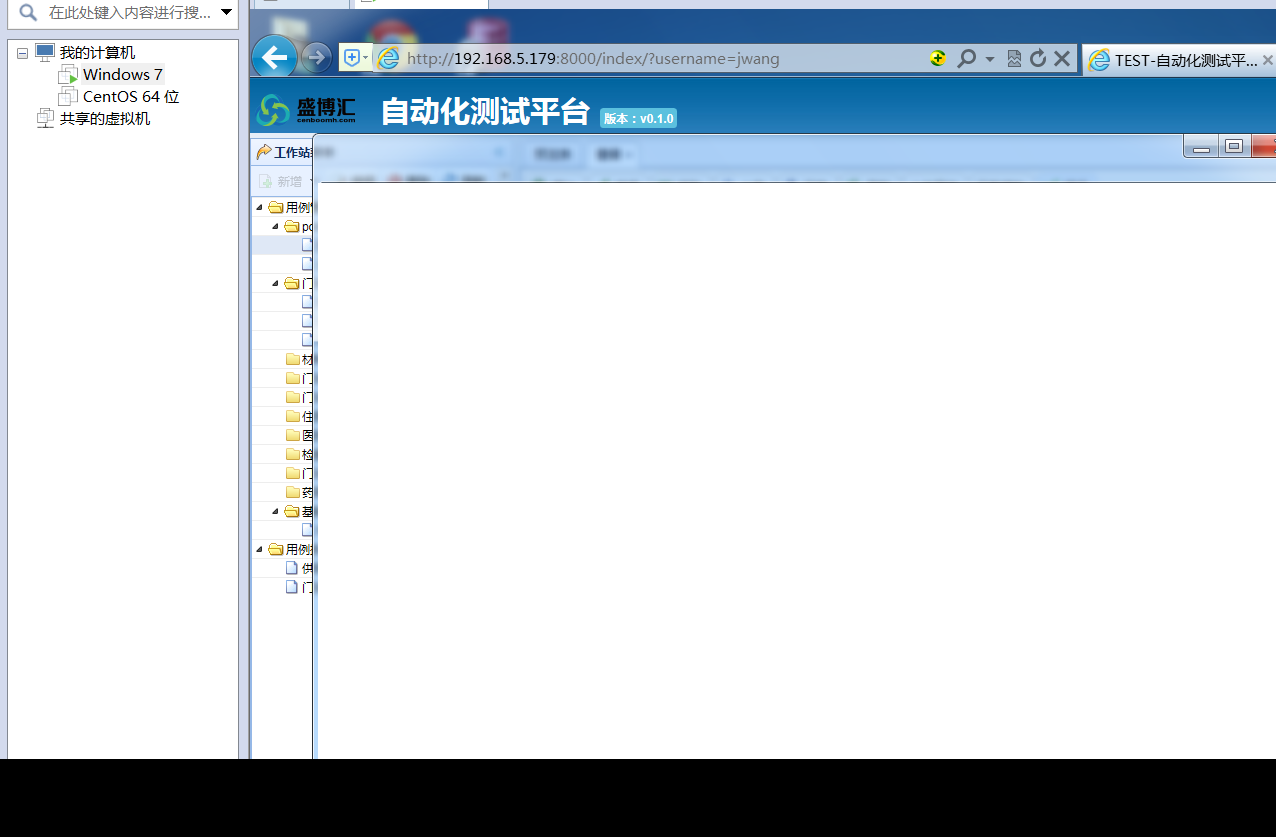 在此处键入内容进行搜...
我的计算机
Windows 7
CentOS 64 位
共享的虚拟机
http://192.168.5.179:8000/index/?username=jwang
TEST-自动化测试平...
盛博汇
cenboomh.com
自动化测试平台
版本：v0.1.0
工作站
新增
用例
po
门
材
门
门
住
医
检
门
药
基
用例
供
门